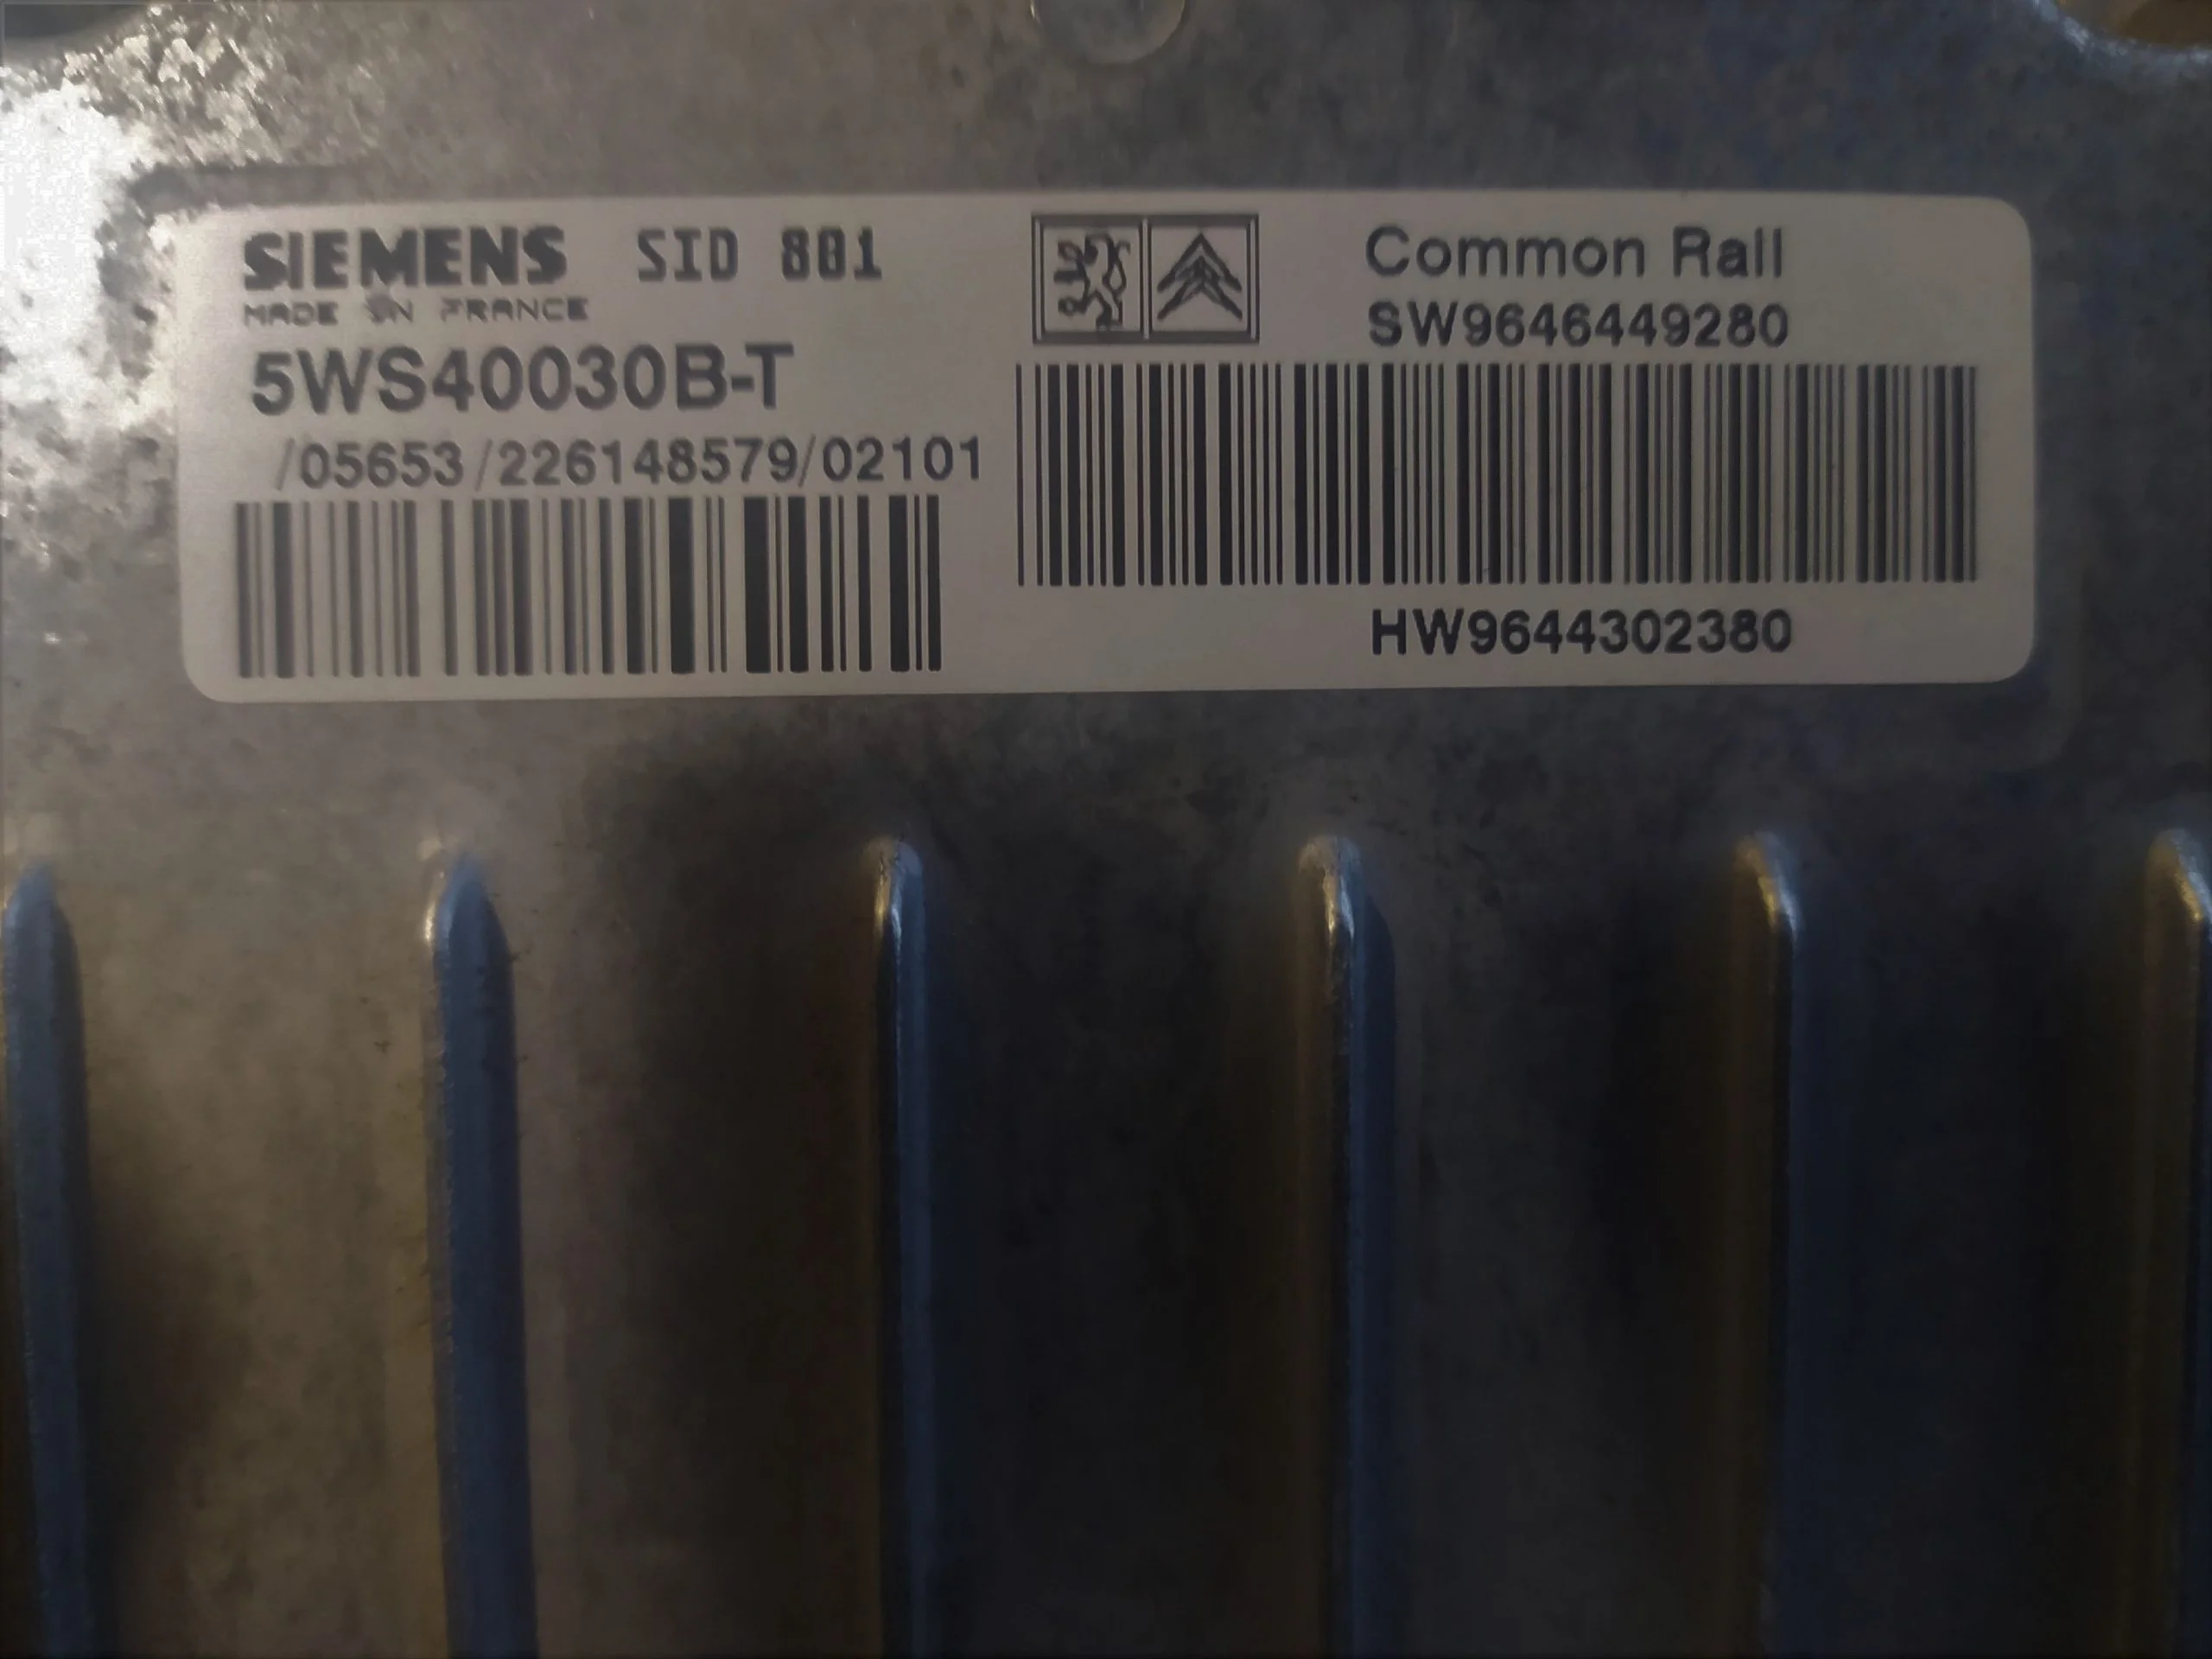 SIEMENS SID 801
MADE IN FRANCE
5WS40030B-T
/05653/226148579/02101
Common Rail
SW9646449280
HW9644302380